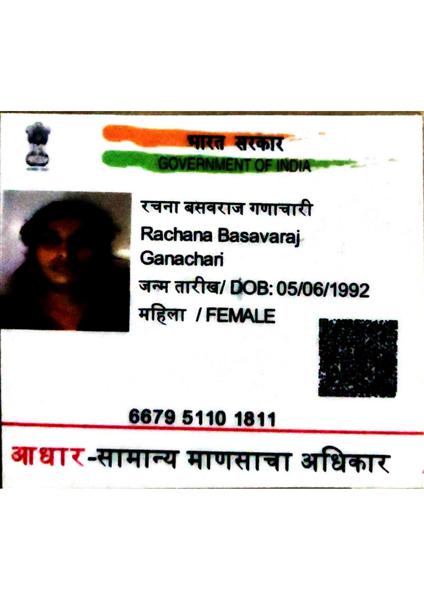 भारत सरकार
GOVERNMENT OF INDIA
रचना बसवराज गणाचारी
Rachana Basavaraj
Ganachari
जन्म तारीख/ DOB: 05/06/1992
महिला / FEMALE
6679 5110 1811
आधार -सामान्य माणसाचा अधिकार